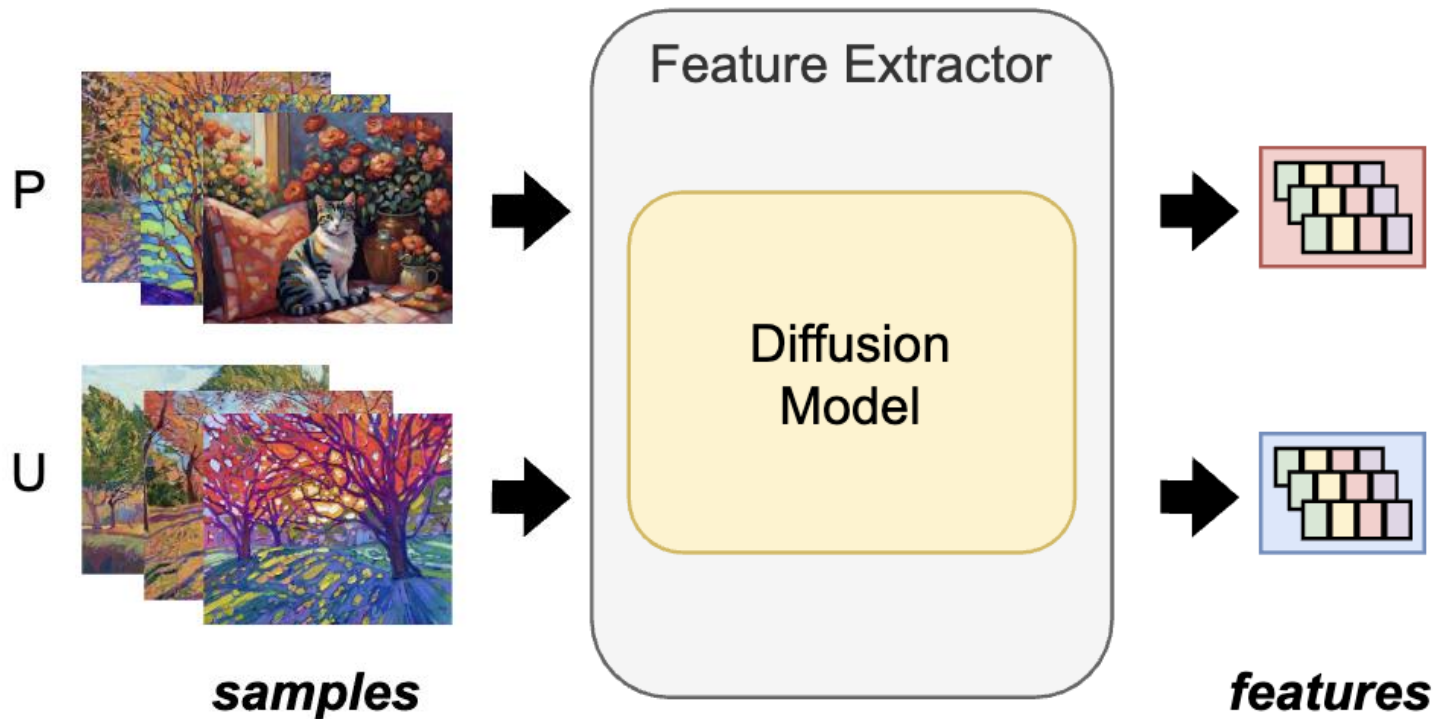 Feature Extractor
P
Diffusion
Model
U
samples
features